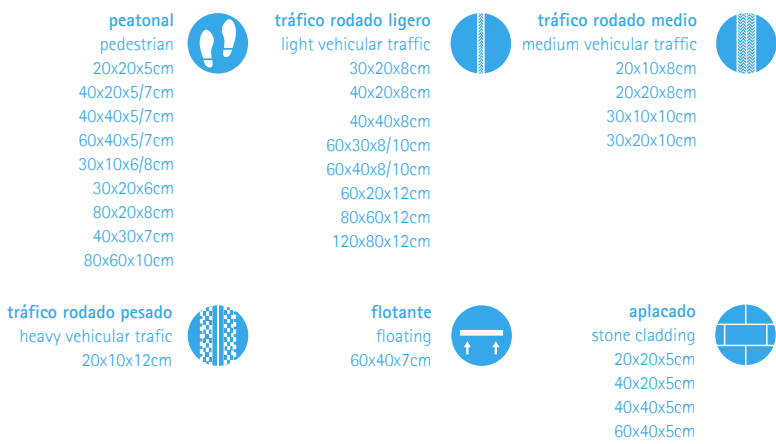 peatonal
pedestrian
20x20x5cm
40x20x5/7cm
40x40x5/7cm
60x40x5/7cm
30x10x6/8cm
30x20x6cm
80x20x8cm
40x30x7cm
80x60x10cm
tráfico rodado ligero
light vehicular traffic
30x20x8cm
40x20x8cm
40x40x8cm
60x30x8/10cm
60x40x8/10cm
60x20x12cm
80x60x12cm
120x80x12cm
tráfico rodado medio
medium vehicular traffic
20x10x8cm
20x20x8cm
30x10x10cm
30x20x10cm
tráfico rodado pesado
heavy vehicular trafic
20x10x12cm
flotante
floating
60x40x7cm
aplacado
stone cladding
20x20x5cm
40x20x5cm
40x40x5cm
60x40x5cm